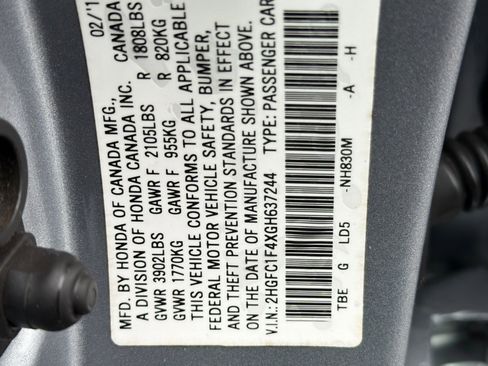 MFD. BY HONDA OF CANADA MFG., CANADA 02/1
A DIVISION OF HONDA CANADA INC.
GVWR 3902LBS GAWR F 2105LBS R 1808LBS
GVWR 1770KG GAWR F 955KG R 820KG
THIS VEHICLE CONFORMS TO ALL APPLICABLE
FEDERAL MOTOR VEHICLE SAFETY, BUMPER,
AND THEFT PREVENTION STANDARDS IN EFFECT
ON THE DATE OF MANUFACTURE SHOWN ABOVE.
V.I.N.: 2HGFC1F4XGH637244 TYPE: PASSENGER CAR
TBE G LD5 -NH830M -A -H